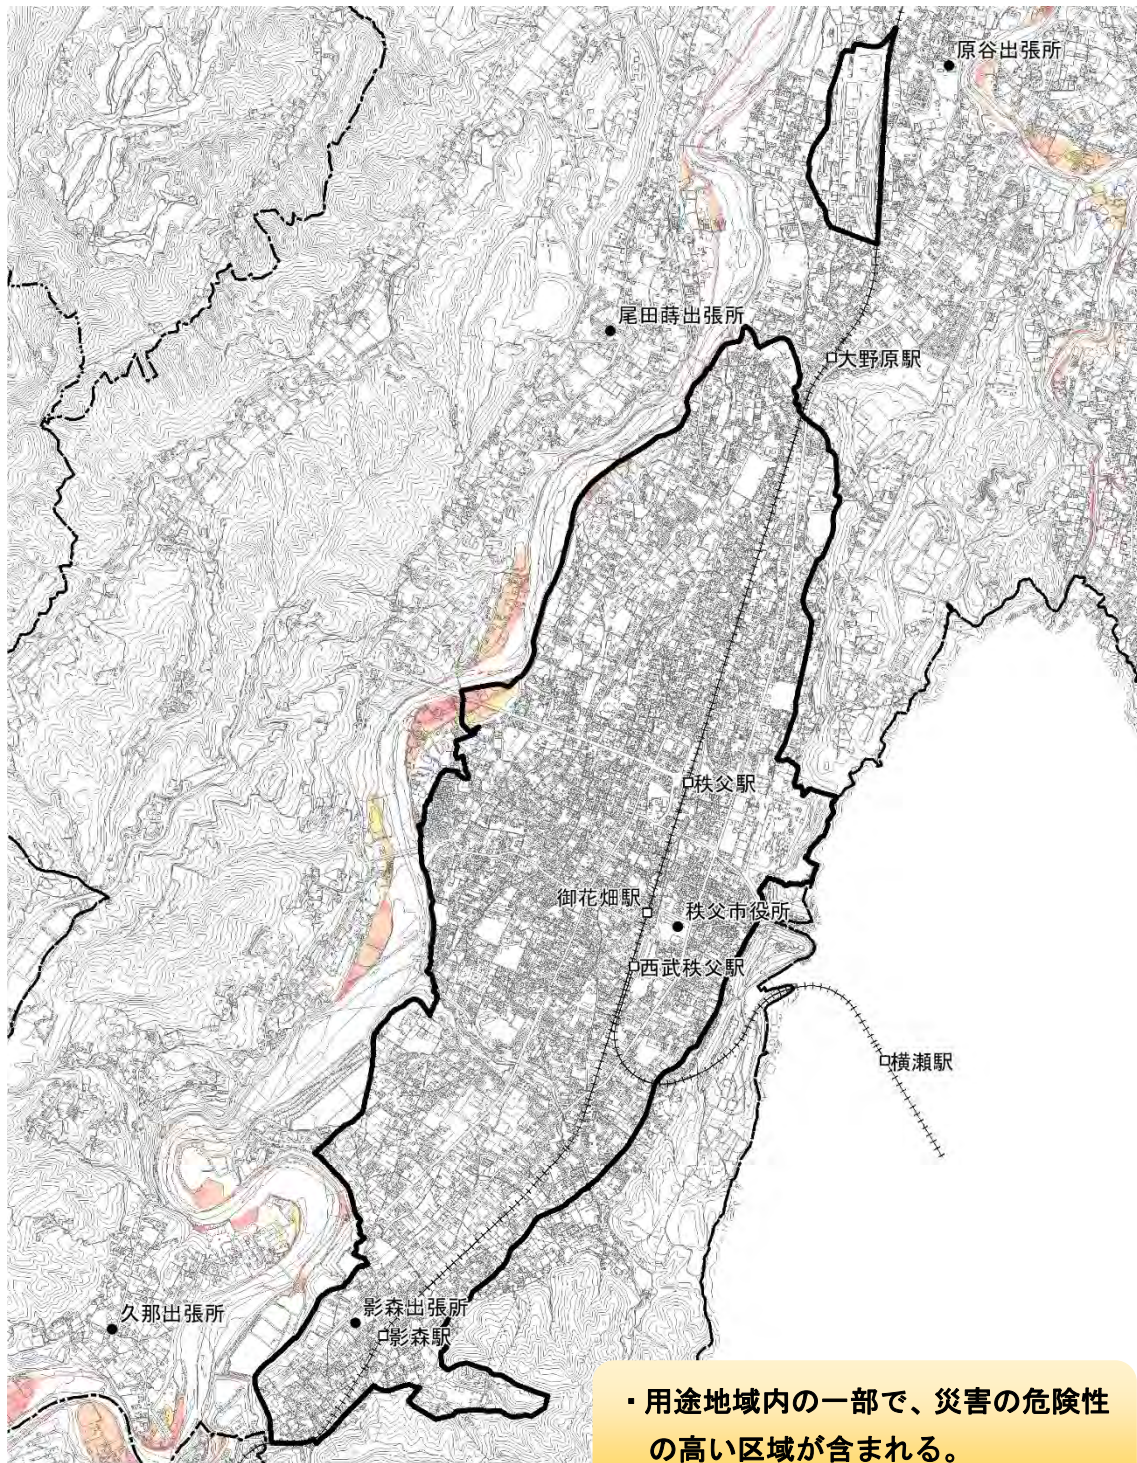 原谷出張所
尾田蒔出張所
大野原駅
秩父駅
御花畑駅
秩父市役所
西武秩父駅
横瀬駅
久那出張所
影森出張所
影森駅
・用途地域内の一部で、災害の危険性
の高い区域が含まれる。